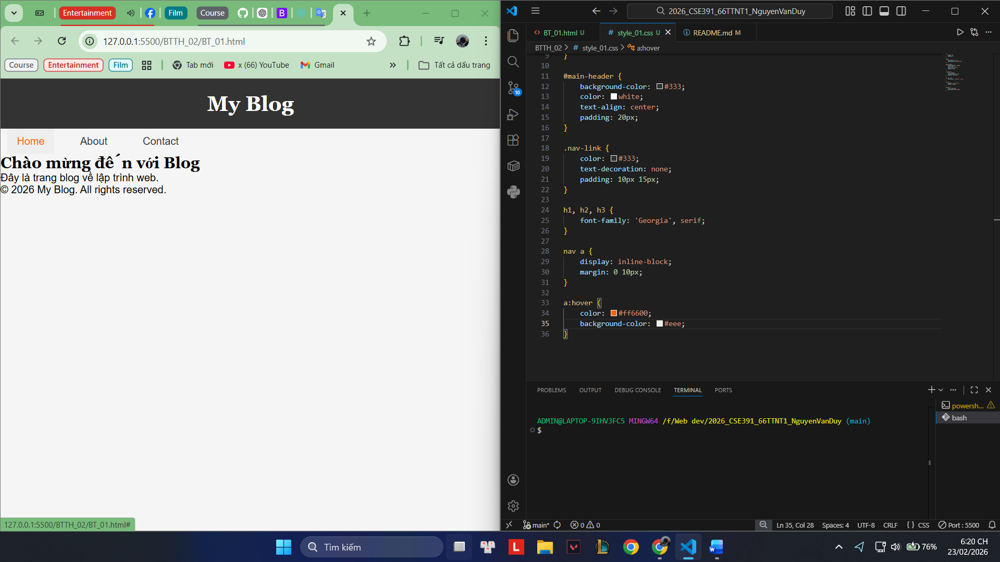 Entertainment
Film
Course
127.0.0.1:5500/BTTH_02/BT_01.html
Course
Entertainment
Film
Tab mới
x (66) YouTube
Gmail
»
Tất cả dấu trang
My Blog
Home
About
Contact
Chào mừng đến với Blog
Đây là trang blog về lập trình web.
© 2026 My Blog. All rights reserved.
127.0.0.1:5500/BTTH_02/BT_01.html#
2026_CSE391_66TTNT1_NguyenVanDuy
BT_01.html U
# style_01.css U
README.md M
BTTH_02 > # style_01.css > a:hover
9 }
10
11 #main-header {
12 background-color: #333;
13 color: white;
14 text-align: center;
15 padding: 20px;
16 }
17
18 .nav-link {
19 color: #333;
20 text-decoration: none;
21 padding: 10px 15px;
22 }
23
24 h1, h2, h3 {
25 font-family: 'Georgia', serif;
26 }
27
28 nav a {
29 display: inline-block;
30 margin: 0 10px;
31 }
32
33 a:hover {
34 color: #ff6600;
35 background-color: #eee;
36 }
10
PROBLEMS
OUTPUT
DEBUG CONSOLE
TERMINAL
PORTS
powersh...
bash
ADMIN@LAPTOP-9IHV3FC5 MINGW64 /f/Web dev/2026_CSE391_66TTNT1_NguyenVanDuy (main)
$
main*
0
0
Ln 35, Col 28
Spaces: 4
UTF-8
CRLF
{ } CSS
Port : 5500
Tìm kiếm
76%
6:20 CH
23/02/2026